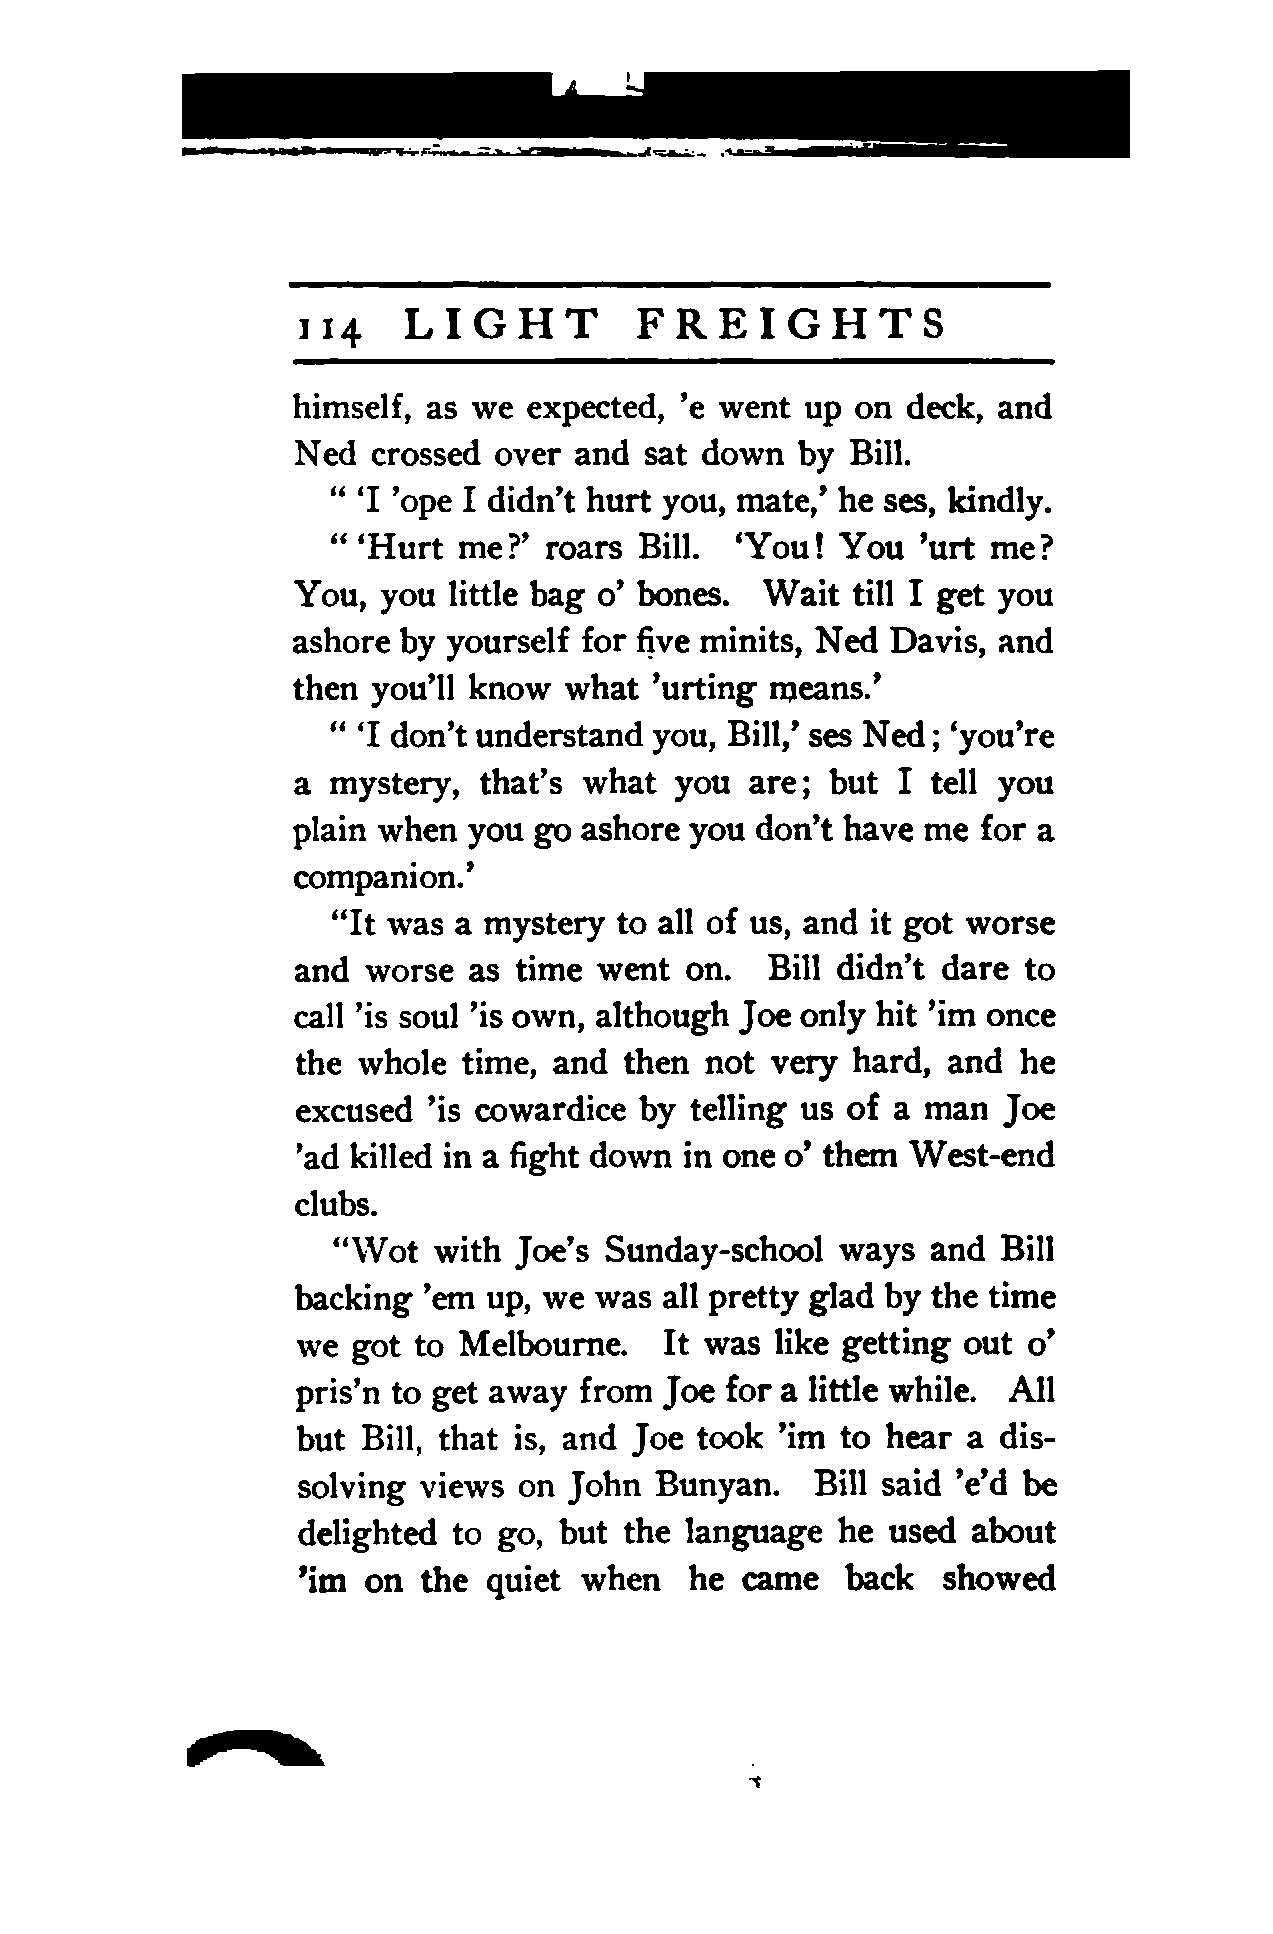 114 LIGHT FREIGHTS
himself, as we expected, 'e went up on deck, and
Ned crossed over and sat down by Bill.
" 'I 'ope I didn't hurt you, mate,' he ses, kindly.
" 'Hurt me?' roars Bill. 'You! You 'urt me?
You, you little bag o' bones. Wait till I get you
ashore by yourself for five minits, Ned Davis, and
then you'll know what 'urting means.'
" 'I don't understand you, Bill,' ses Ned; 'you're
a mystery, that's what you are; but I tell you
plain when you go ashore you don't have me for a
companion.'
"It was a mystery to all of us, and it got worse
and worse as time went on. Bill didn't dare to
call 'is soul 'is own, although Joe only hit 'im once
the whole time, and then not very hard, and he
excused 'is cowardice by telling us of a man Joe
'ad killed in a fight down in one o' them West-end
clubs.
"Wot with Joe's Sunday-school ways and Bill
backing 'em up, we was all pretty glad by the time
we got to Melbourne. It was like getting out o'
pris'n to get away from Joe for a little while. All
but Bill, that is, and Joe took 'im to hear a dis-
solving views on John Bunyan. Bill said 'e'd be
delighted to go, but the language he used about
'im on the quiet when he came back showed